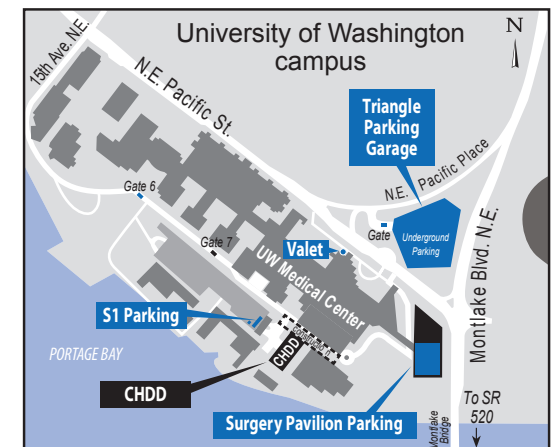 University of Washington
campus
N
15th Ave. N.E.
N.E. Pacific St.
Triangle
Parking
Garage
N.E. Pacific Place
Gate 6
Gate
Underground
Parking
Gate 7
Valet
UW Medical Center
Montlake Blvd. N.E.
S1 Parking
CHDD
PORTAGE BAY
CHDD
Surgery Pavilion Parking
To SR
520
Montlake
Bridge